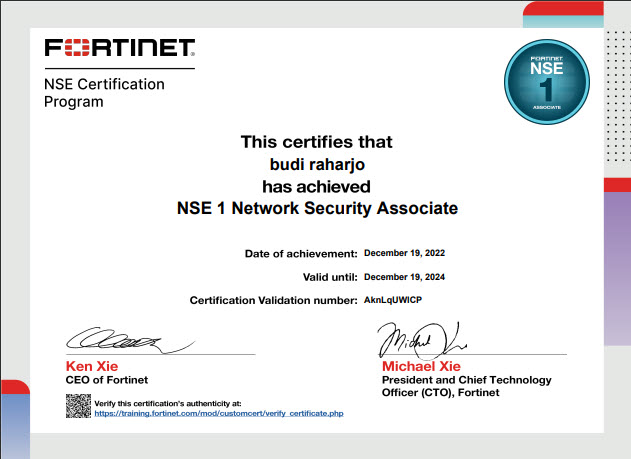 FORTINET
NSE Certification
Program
FORTINET
NSE
1
ASSOCIATE
This certifies that
budi raharjo
has achieved
NSE 1 Network Security Associate
Date of achievement: December 19, 2022
Valid until: December 19, 2024
Certification Validation number: AknLqUWlCP
Ken Xie
CEO of Fortinet
Michael Xie
President and Chief Technology
Officer (CTO), Fortinet
Verify this certification's authenticity at:
https://training.fortinet.com/mod/customcert/verify_certificate.php